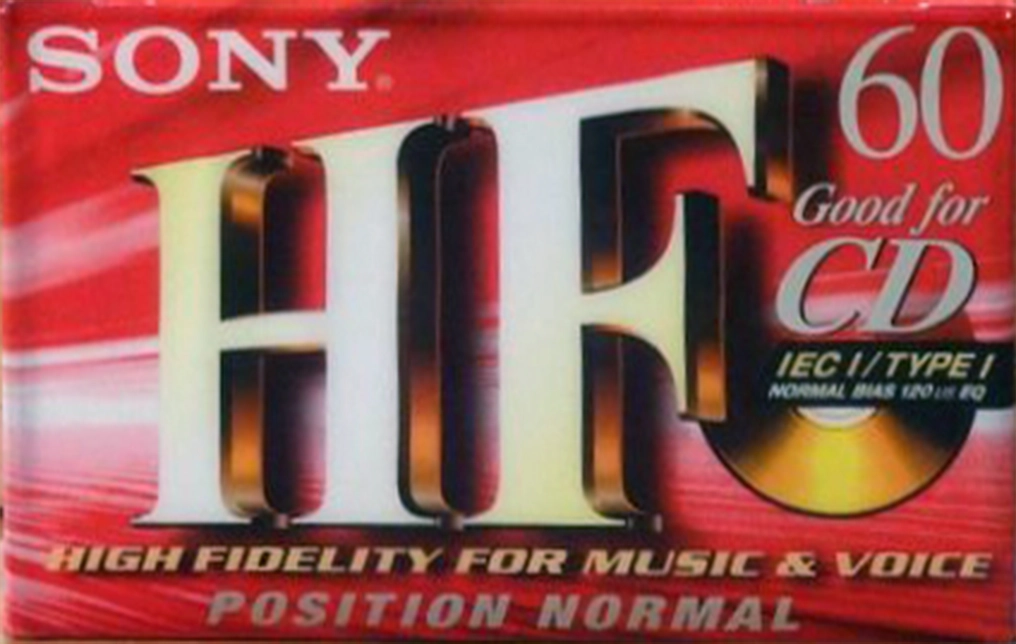 SONY®
60
HF
Good for
CD
IEC I / TYPE I
NORMAL BIAS 120 µs EQ
HIGH FIDELITY FOR MUSIC & VOICE
POSITION NORMAL